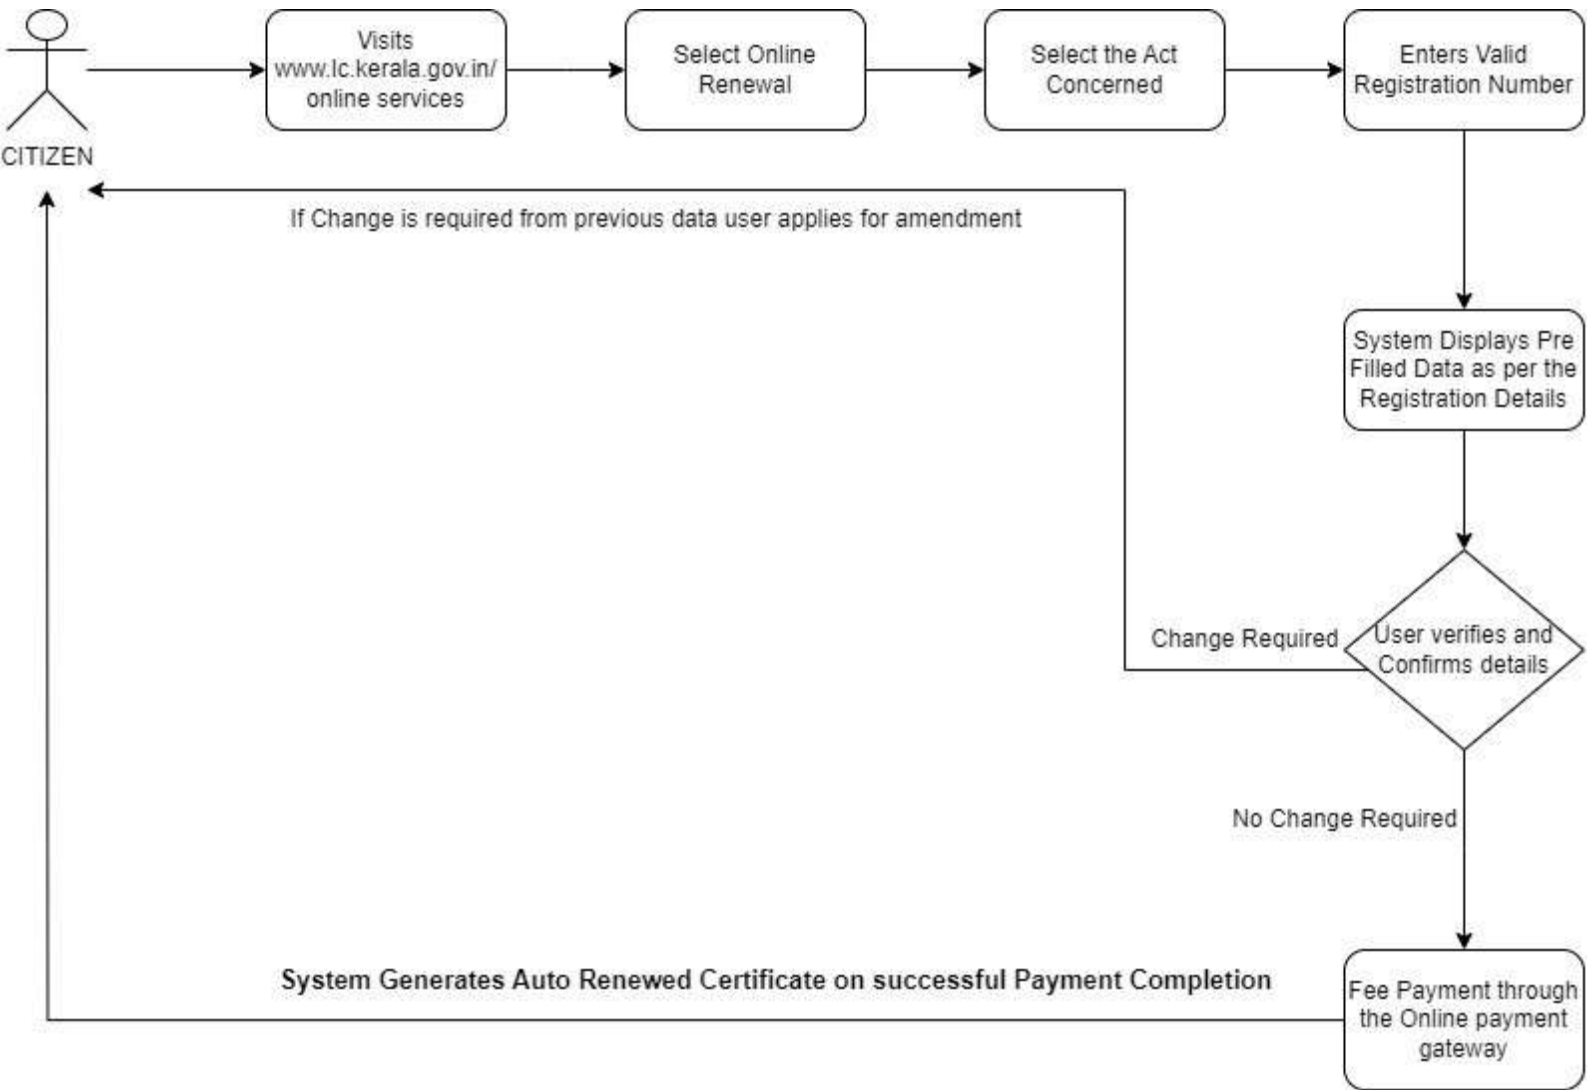 Visits
www.lc.kerala.gov.in/
online services
Select Online
Renewal
Select the Act
Concerned
Enters Valid
Registration Number
CITIZEN
If Change is required from previous data user applies for amendment
System Displays Pre
Filled Data as per the
Registration Details
Change Required
User verifies and
Confirms details
No Change Required
System Generates Auto Renewed Certificate on successful Payment Completion
Fee Payment through
the Online payment
gateway